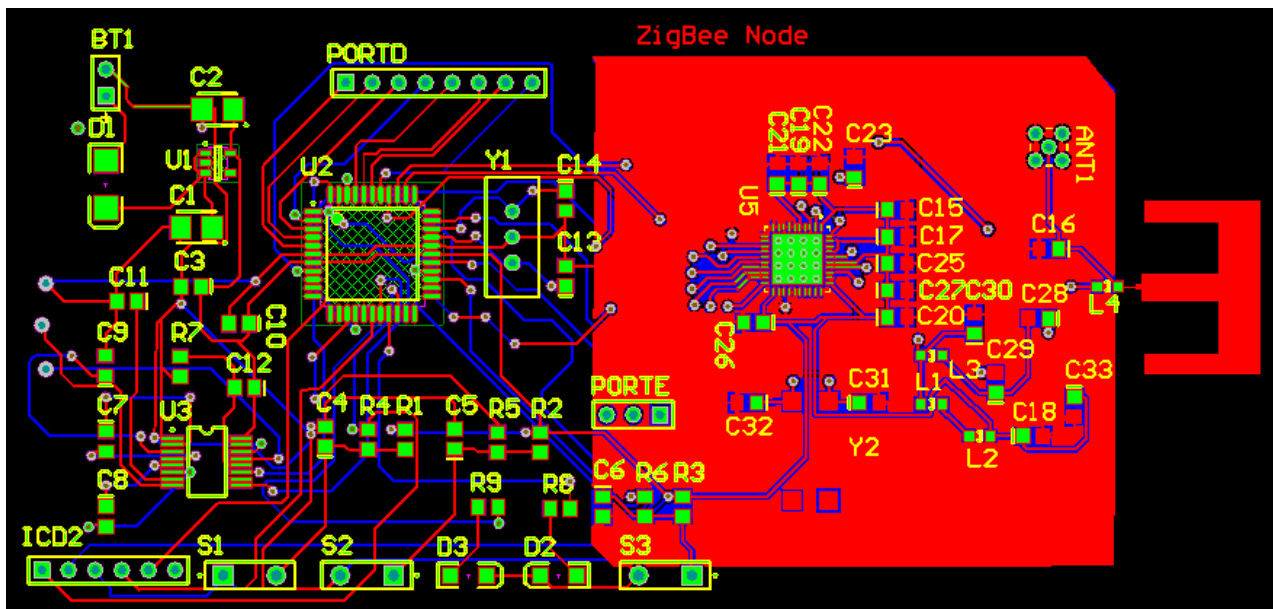 ZigBee Node
BT1
PORTD
C2
D1
U1
U2
Y1
C14
C21
C19
C22
C23
ANT1
U5
C1
C15
C16
C17
C13
C25
C3
C11
C27
C30
C28
L4
C20
C10
C26
C9
R7
C12
L3
C29
C33
L1
PORTE
C31
C32
C7
U3
C4
R4
R1
C5
R5
R2
Y2
C18
L2
C8
C6
R6
R3
R9
R8
ICD2
S1
S2
D3
D2
S3